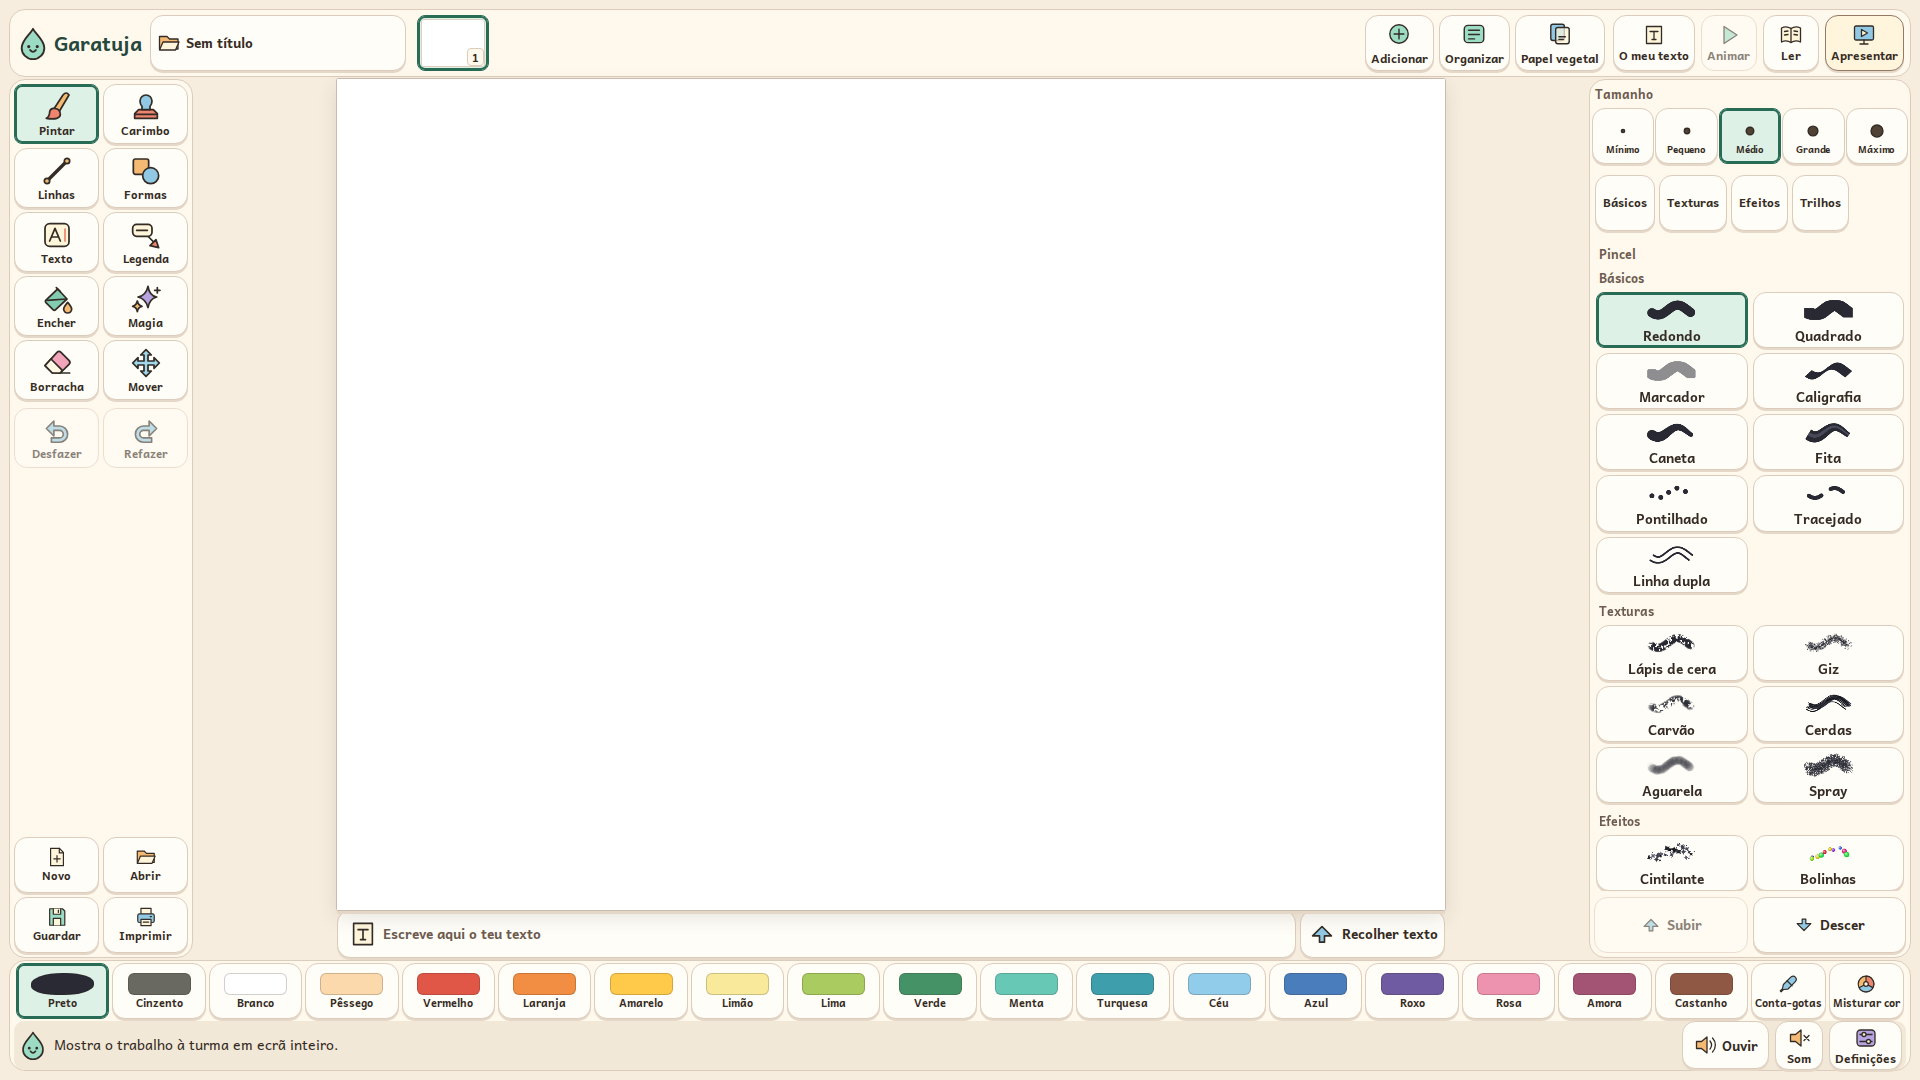 Garatuja
Sem título
1
Adicionar
Organizar
Papel vegetal
O meu texto
Animar
Ler
Apresentar
Pintar
Carimbo
Linhas
Formas
Texto
Legenda
Encher
Magia
Borracha
Mover
Desfazer
Refazer
Novo
Abrir
Guardar
Imprimir
Tamanho
Mínimo
Pequeno
Médio
Grande
Máximo
Básicos
Texturas
Efeitos
Trilhos
Pincel
Básicos
Redondo
Quadrado
Marcador
Caligrafia
Caneta
Fita
Pontilhado
Tracejado
Linha dupla
Texturas
Lápis de cera
Giz
Carvão
Cerdas
Aguarela
Spray
Efeitos
Cintilante
Bolinhas
Subir
Descer
Escreve aqui o teu texto
Recolher texto
Preto
Cinzento
Branco
Pêssego
Vermelho
Laranja
Amarelo
Limão
Lima
Verde
Menta
Turquesa
Céu
Azul
Roxo
Rosa
Amora
Castanho
Conta-gotas
Misturar cor
Mostra o trabalho à turma em ecrã inteiro.
Ouvir
Som
Definições